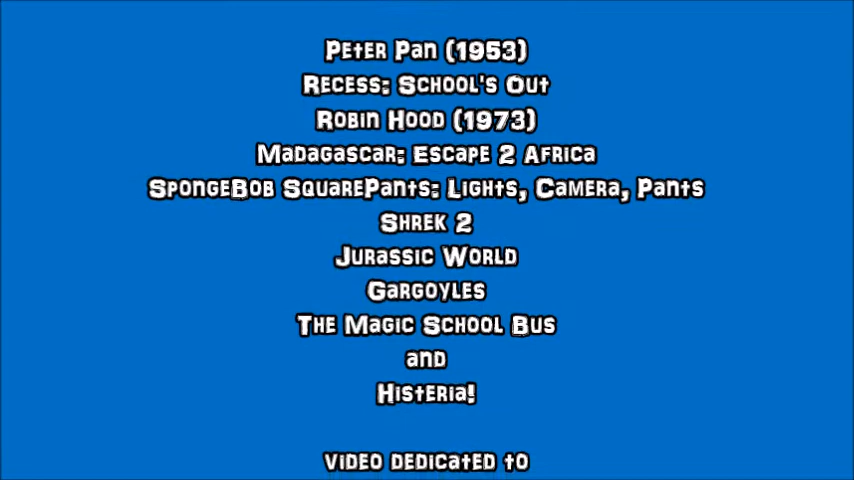 Peter Pan (1953)
Recess: School's Out
Robin Hood (1973)
Madagascar: Escape 2 Africa
SpongeBob SquarePants: Lights, Camera, Pants
Shrek 2
Jurassic World
Gargoyles
The Magic School Bus
and
Histeria!
video dedicated to